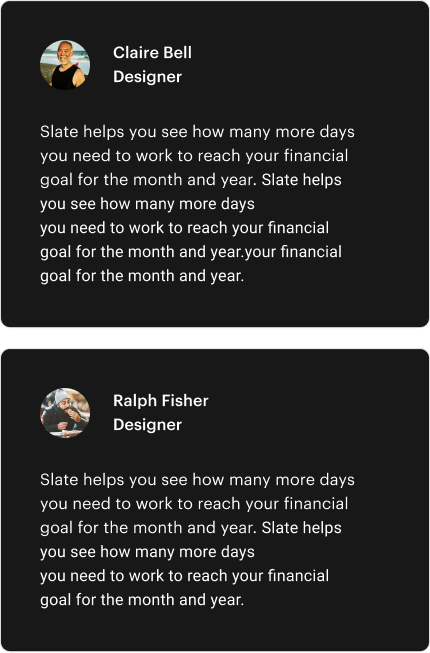 Claire Bell
Designer
Slate helps you see how many more days
you need to work to reach your financial
goal for the month and year. Slate helps
you see how many more days
you need to work to reach your financial
goal for the month and year.your financial
goal for the month and year.
Ralph Fisher
Designer
Slate helps you see how many more days
you need to work to reach your financial
goal for the month and year. Slate helps
you see how many more days
you need to work to reach your financial
goal for the month and year.